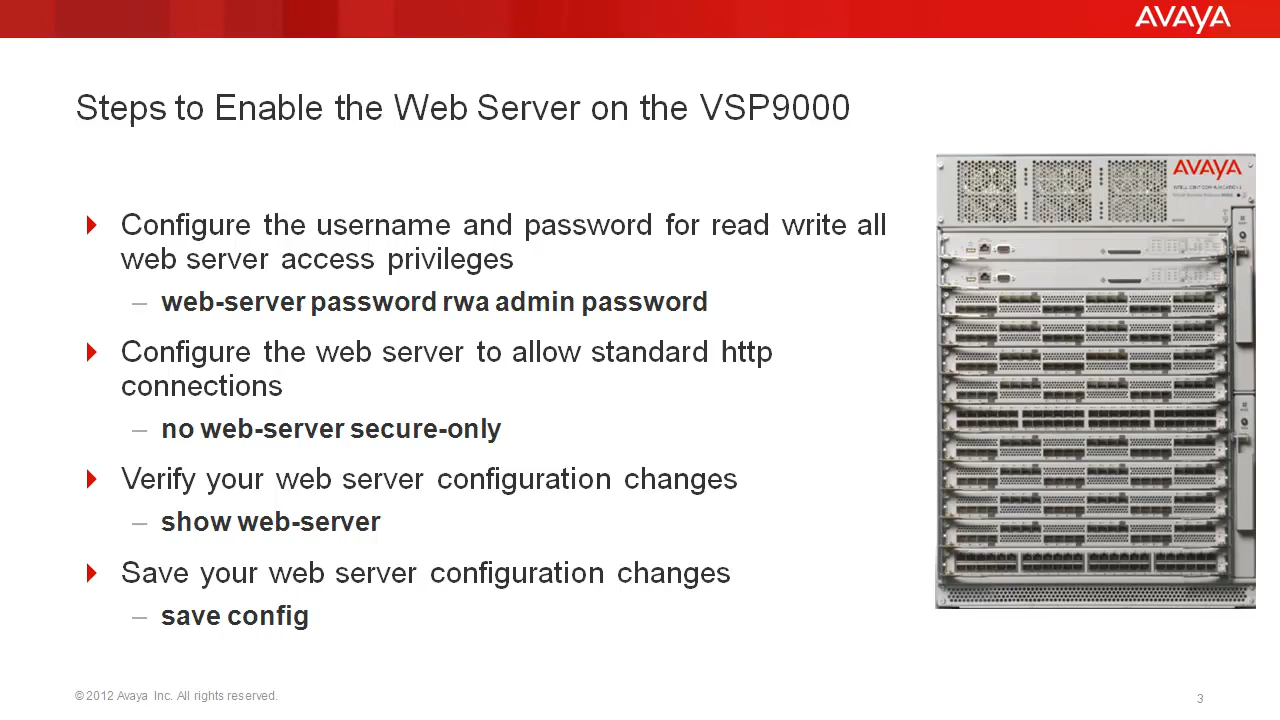 AVAYA
Steps to Enable the Web Server on the VSP9000
Configure the username and password for read write all
web server access privileges
– web-server password rwa admin password
Configure the web server to allow standard http
connections
– no web-server secure-only
Verify your web server configuration changes
– show web-server
Save your web server configuration changes
– save config
AVAYA
© 2012 Avaya Inc. All rights reserved.
3